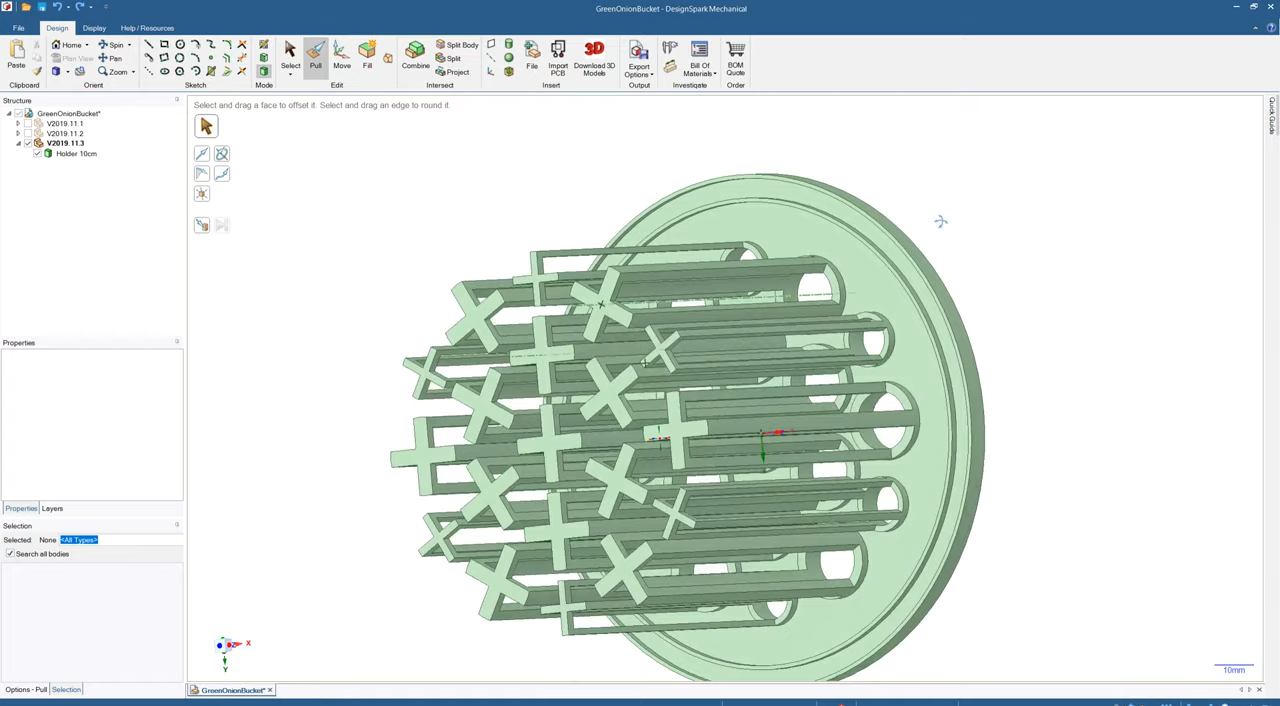 GreenOnionBucket* - DesignSpark Mechanical
File Design Display Help / Resources
Paste
Home
Plan View
Spin
Pan
Zoom
Select
Pull
Move
Fill
Combine
Split Body
Split
Project
File
Import PCB
Download 3D Models
Export Options
Bill Of Materials
BOM Quote
Clipboard Orient Sketch Mode Edit Intersect Insert Output Investigate Order
Structure
GreenOnionBucket*
V2019.11.1
V2019.11.2
V2019.11.3
Holder 10cm
Select and drag a face to offset it. Select and drag an edge to round it.
Quick Guide
Properties
Properties Layers
Selection
Selected: None <All Types>
Search all bodies
X
Y
10mm
Options - Pull Selection
GreenOnionBucket*